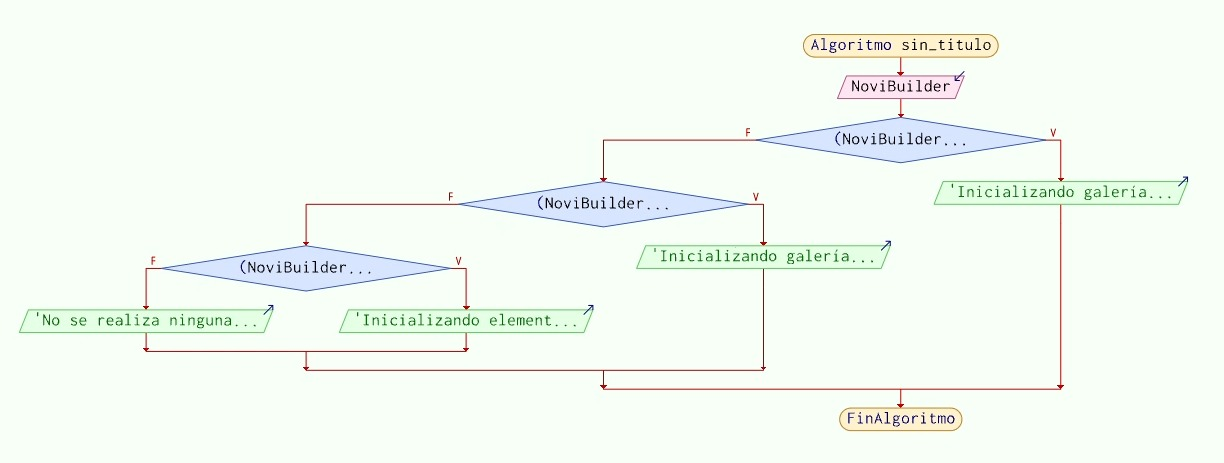 Algoritmo sin_titulo
NoviBuilder
(NoviBuilder...
F
V
'Inicializando galería...
(NoviBuilder...
F
V
'Inicializando galería...
(NoviBuilder...
F
V
'No se realiza ninguna...
'Inicializando element...
FinAlgoritmo